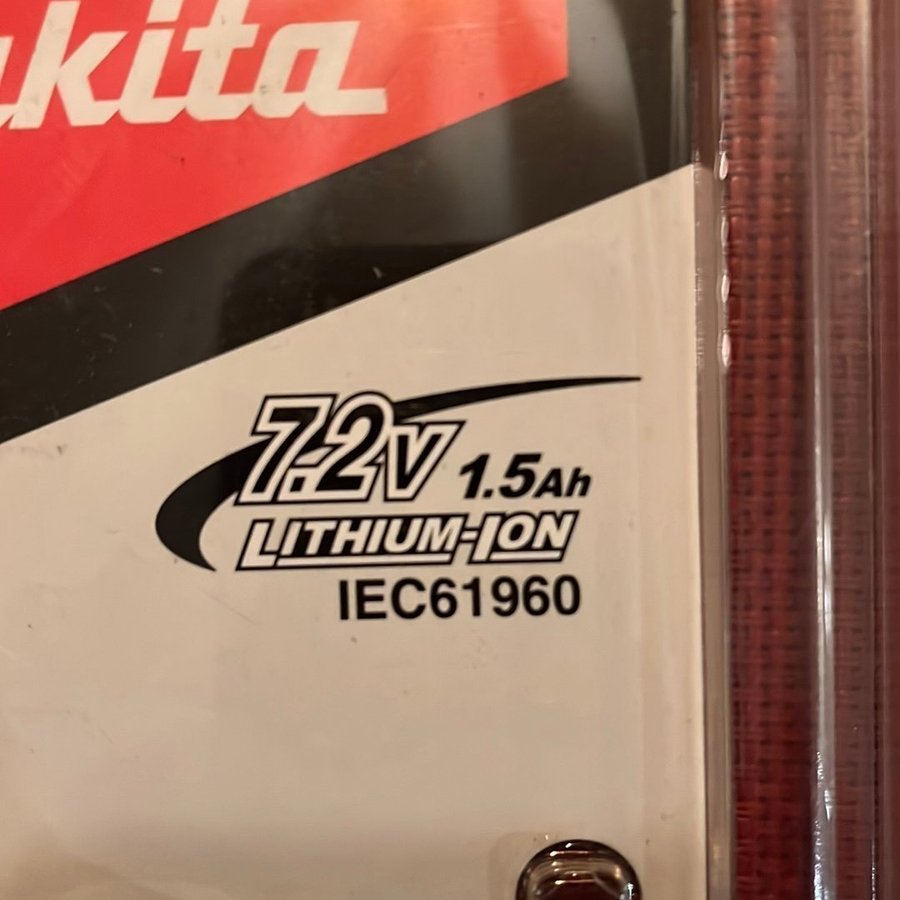 akita
7.2V 1.5Ah
LITHIUM-ION
IEC61960